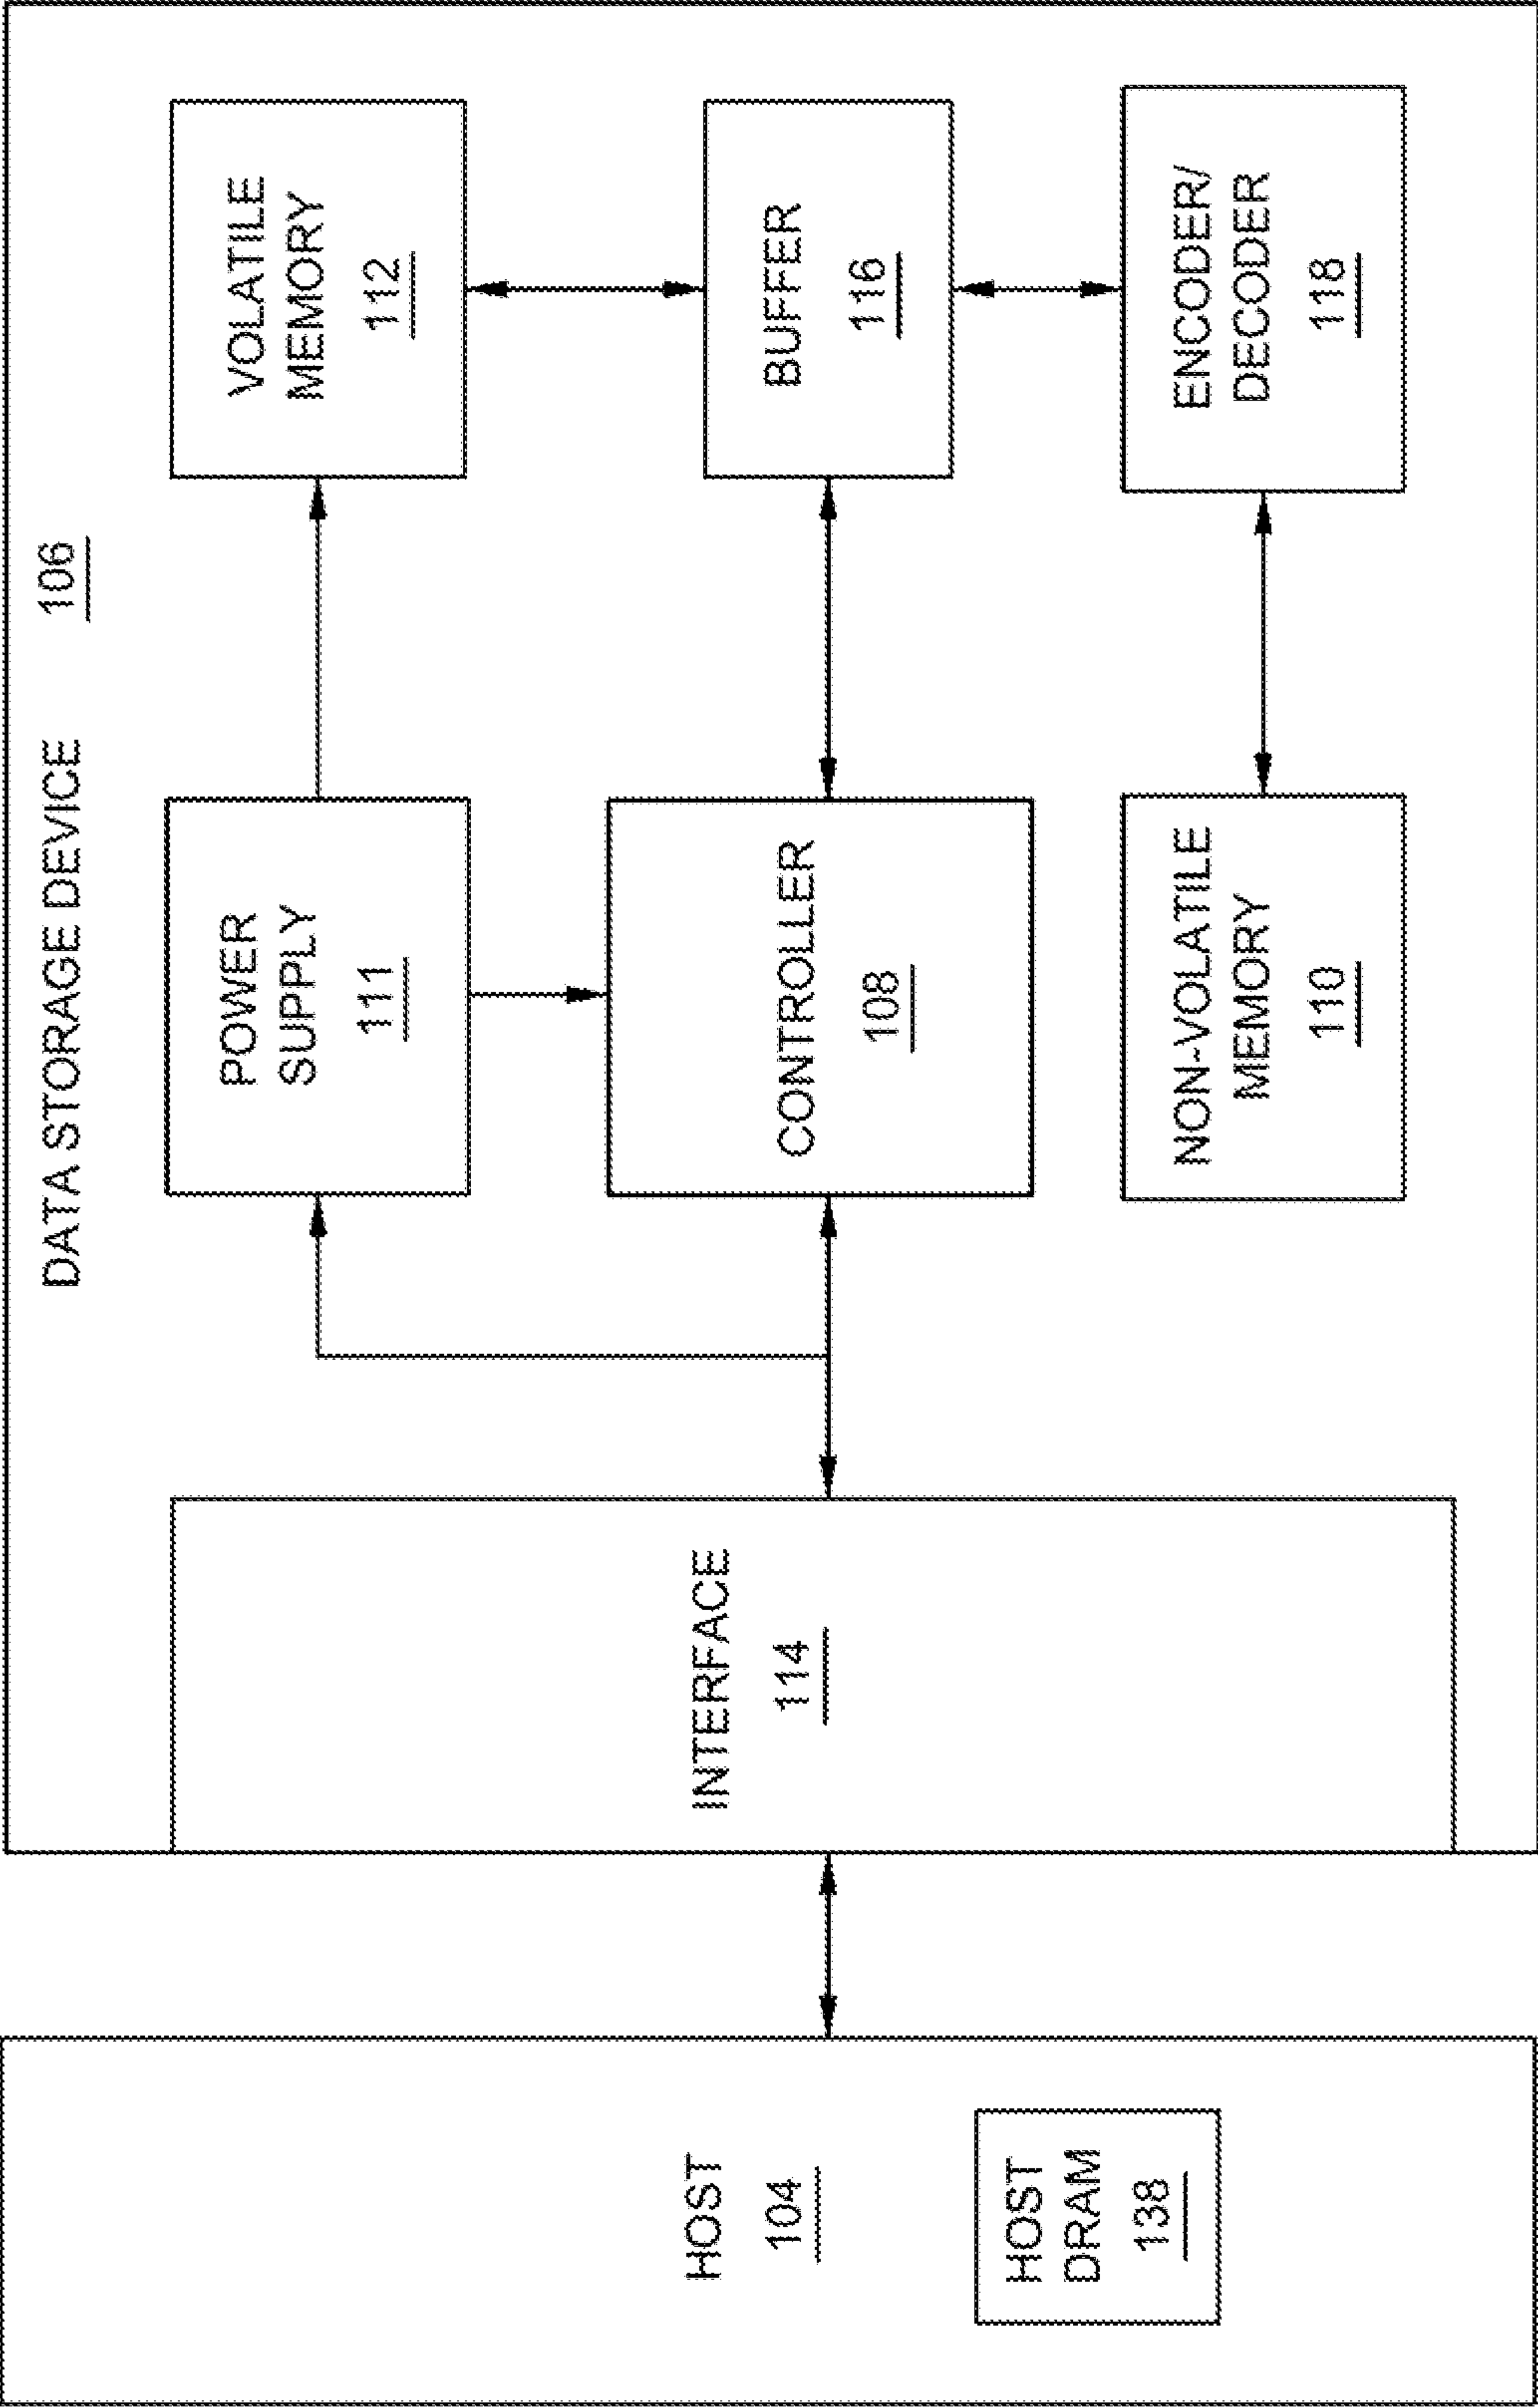 DATA STORAGE DEVICE 106
HOST
104
HOST
DRAM
138
INTERFACE
114
POWER
SUPPLY
111
VOLATILE
MEMORY
112
CONTROLLER
108
BUFFER
116
NON-VOLATILE
MEMORY
110
ENCODER/
DECODER
118